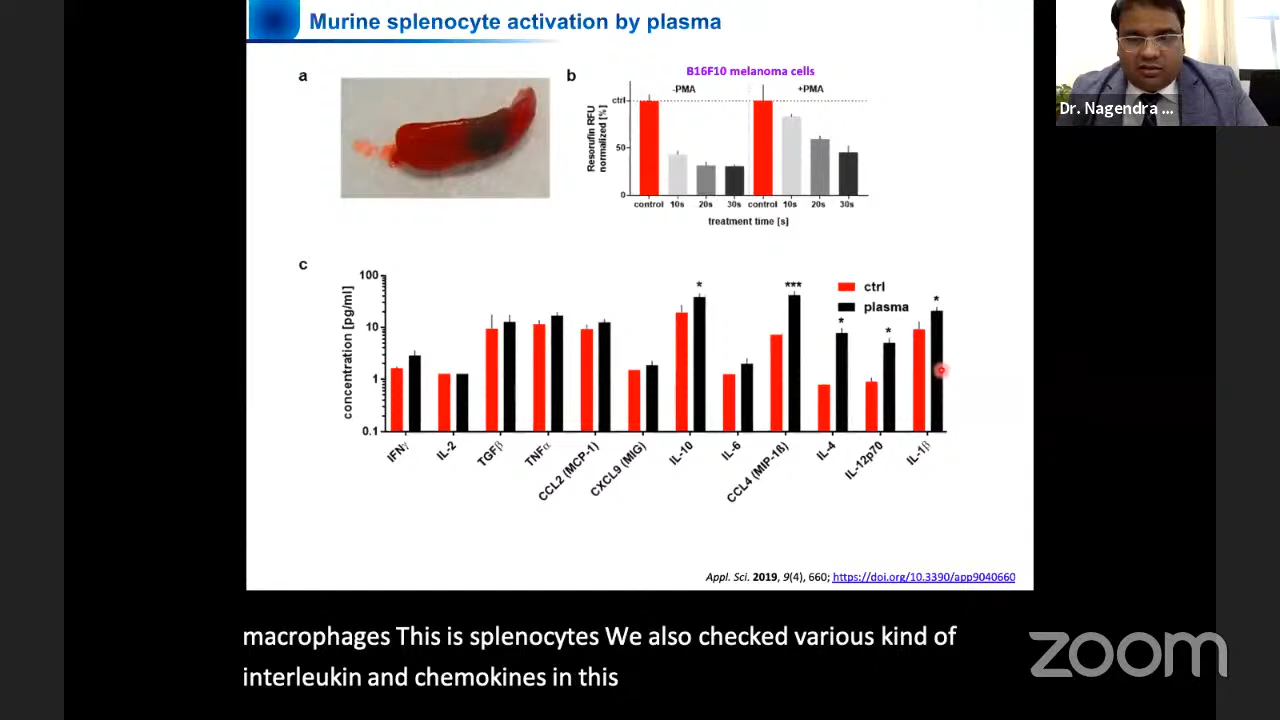 Murine splenocyte activation by plasma
Dr. Nagendra ...
a
b
B16F10 melanoma cells
-PMA
+PMA
Resorufin RFU
normalized [%]
ctrl
50
0
control 10s 20s 30s control 10s 20s 30s
treatment time [s]
c
concentration [pg/ml]
100
10
1
0.1
ctrl
plasma
* *** * * *
IFNγ
IL-2
TGFβ
TNFα
CCL2 (MCP-1)
CXCL9 (MIG)
IL-10
IL-6
CCL4 (MIP-1ß)
IL-4
IL-12p70
IL-1β
Appl. Sci. 2019, 9(4), 660; https://doi.org/10.3390/app9040660
macrophages This is splenocytes We also checked various kind of
interleukin and chemokines in this
zoom